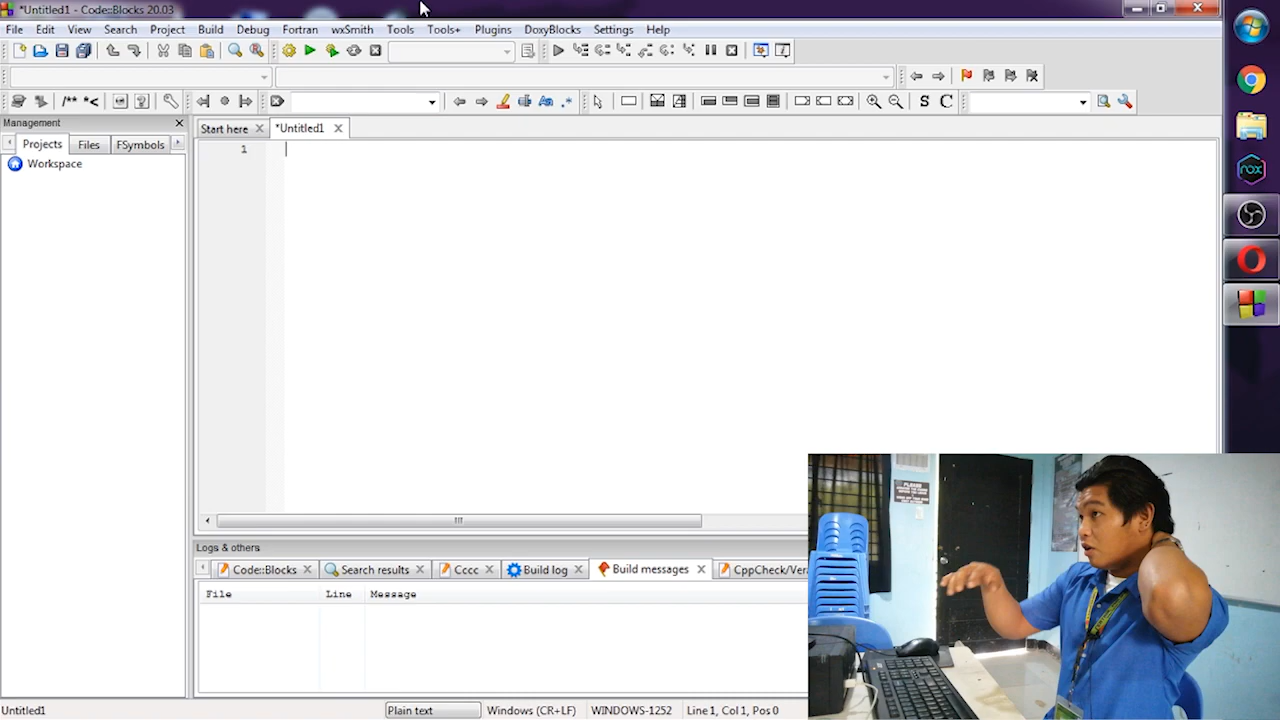 *Untitled1 - Code::Blocks 20.03
File Edit View Search Project Build Debug Fortran wxSmith Tools Tools+ Plugins DoxyBlocks Settings Help
nox
/** *< S C
Management
Start here *Untitled1
Projects Files FSymbols
1
Workspace
PLEASE
Logs & others
Code::Blocks Search results Cccc Build log Build messages CppCheck/Vera
File Line Message
Untitled1 Plain text Windows (CR+LF) WINDOWS-1252 Line 1, Col 1, Pos 0